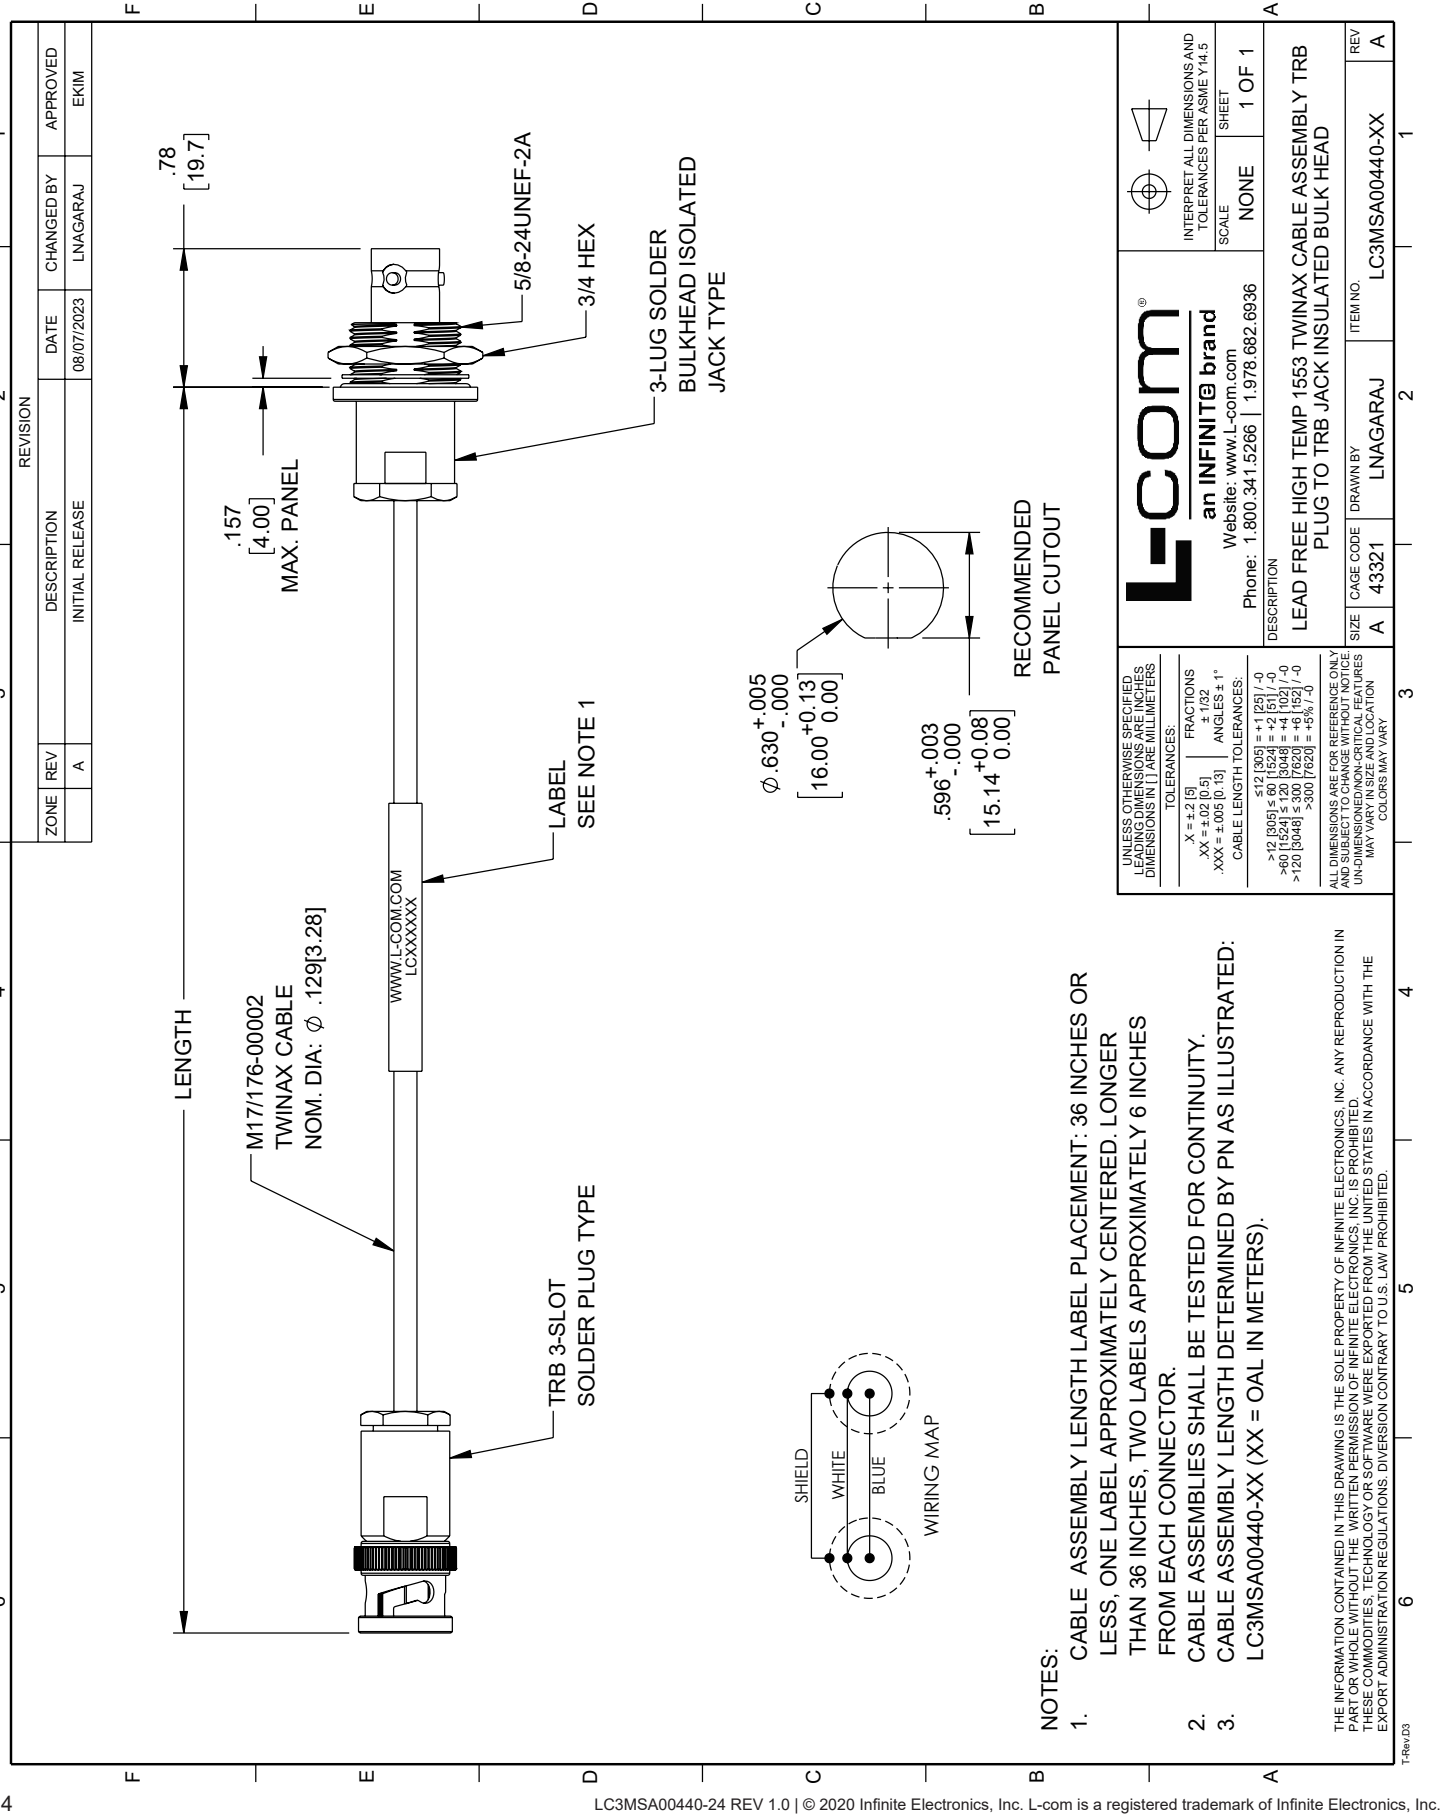 REVISION
ZONE REV DESCRIPTION DATE CHANGED BY APPROVED
A INITIAL RELEASE 08/07/2023 LNAGARAJ EKIM
6 5 4 3 2 1
F
E
D
C
B
A
LENGTH
.78
[19.7]
.157
[4.00]
MAX. PANEL
M17/176-00002
TWINAX CABLE
NOM. DIA: Ø .129[3.28]
WWW.L-COM.COM
LCXXXXXX
5/8-24UNEF-2A
3/4 HEX
3-LUG SOLDER
BULKHEAD ISOLATED
JACK TYPE
LABEL
SEE NOTE 1
TRB 3-SLOT
SOLDER PLUG TYPE
SHIELD
WHITE
BLUE
WIRING MAP
Ø.630 +.005
-.000
[16.00 +0.13
0.00]
.596 +.003
-.000
[15.14 +0.08
0.00]
RECOMMENDED
PANEL CUTOUT
NOTES:
1. CABLE ASSEMBLY LENGTH LABEL PLACEMENT: 36 INCHES OR
LESS, ONE LABEL APPROXIMATELY CENTERED. LONGER
THAN 36 INCHES, TWO LABELS APPROXIMATELY 6 INCHES
FROM EACH CONNECTOR.
2. CABLE ASSEMBLIES SHALL BE TESTED FOR CONTINUITY.
3. CABLE ASSEMBLY LENGTH DETERMINED BY PN AS ILLUSTRATED:
LC3MSA00440-XX (XX = OAL IN METERS).
THE INFORMATION CONTAINED IN THIS DRAWING IS THE SOLE PROPERTY OF INFINITE ELECTRONICS, INC. ANY REPRODUCTION IN
PART OR WHOLE WITHOUT THE WRITTEN PERMISSION OF INFINITE ELECTRONICS, INC. IS PROHIBITED.
THESE COMMODITIES, TECHNOLOGY OR SOFTWARE WERE EXPORTED FROM THE UNITED STATES IN ACCORDANCE WITH THE
EXPORT ADMINISTRATION REGULATIONS. DIVERSION CONTRARY TO U.S. LAW PROHIBITED.
UNLESS OTHERWISE SPECIFIED
LEADING DIMENSIONS ARE INCHES
DIMENSIONS IN [ ] ARE MILLIMETERS
TOLERANCES:
.X = ±.2 [5] FRACTIONS
.XX = ±.02 [0.5] ± 1/32
.XXX = ±.005 [0.13] ANGLES ± 1°
CABLE LENGTH TOLERANCES:
≤12 [305] = +1 [25] / -0
>12 [305] ≤ 60 [1524] = +2 [51] / -0
>60 [1524] ≤ 120 [3048] = +4 [102] / -0
>120 [3048] ≤ 300 [7620] = +6 [152] / -0
>300 [7620] = +5% / -0
ALL DIMENSIONS ARE FOR REFERENCE ONLY
AND SUBJECT TO CHANGE WITHOUT NOTICE.
UN-DIMENSIONED/NON-CRITICAL FEATURES
MAY VARY IN SIZE AND LOCATION
COLORS MAY VARY
L-com®
an INFINIT@ brand
Website: www.L-com.com
Phone: 1.800.341.5266 | 1.978.682.6936
INTERPRET ALL DIMENSIONS AND
TOLERANCES PER ASME Y14.5
SCALE NONE
SHEET 1 OF 1
DESCRIPTION
LEAD FREE HIGH TEMP 1553 TWINAX CABLE ASSEMBLY TRB
PLUG TO TRB JACK INSULATED BULK HEAD
SIZE A
CAGE CODE 43321
DRAWN BY LNAGARAJ
ITEM NO. LC3MSA00440-XX
REV A
6 5 4 3 2 1
F
E
D
C
B
A
T-Rev.D3
4
LC3MSA00440-24 REV 1.0 | © 2020 Infinite Electronics, Inc. L-com is a registered trademark of Infinite Electronics, Inc.